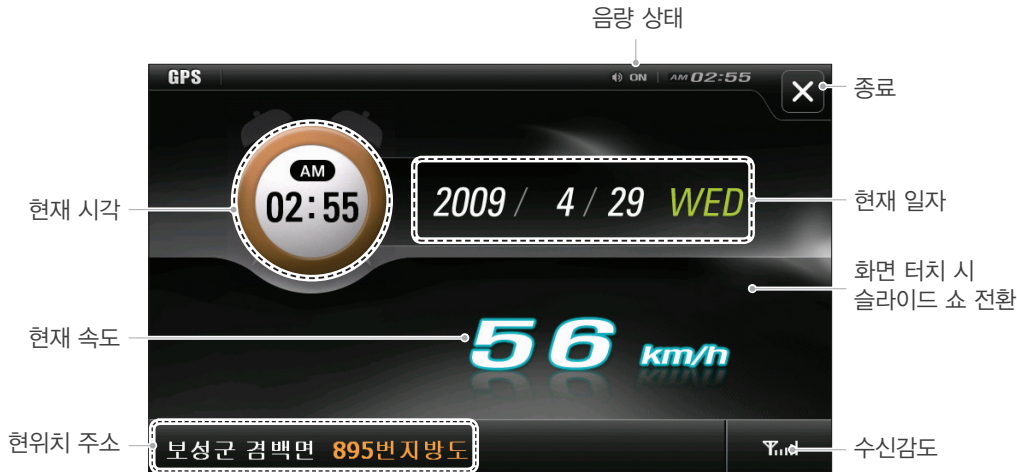 음량 상태
GPS
ON AM 02:55
종료
AM
02:55
현재 시각
2009 / 4 / 29 WED
현재 일자
화면 터치 시
슬라이드 쇼 전환
현재 속도
56 km/h
현위치 주소
보성군 겸백면 895번지방도
수신감도